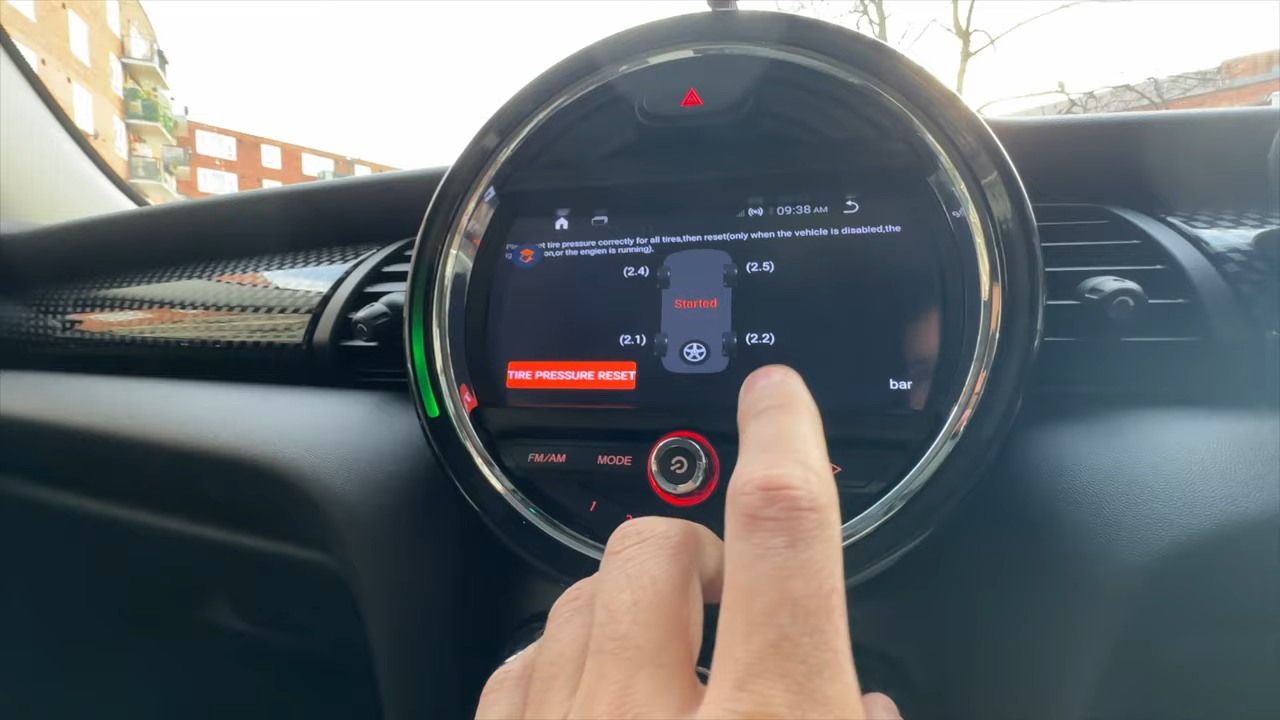 09:38 AM
tire pressure correctly for all tires,then reset(only when the vehicle is disabled,the
on,or the engien is running).
(2.4)
(2.5)
Started
(2.1)
(2.2)
TIRE PRESSURE RESET
bar
FM/AM
MODE
1